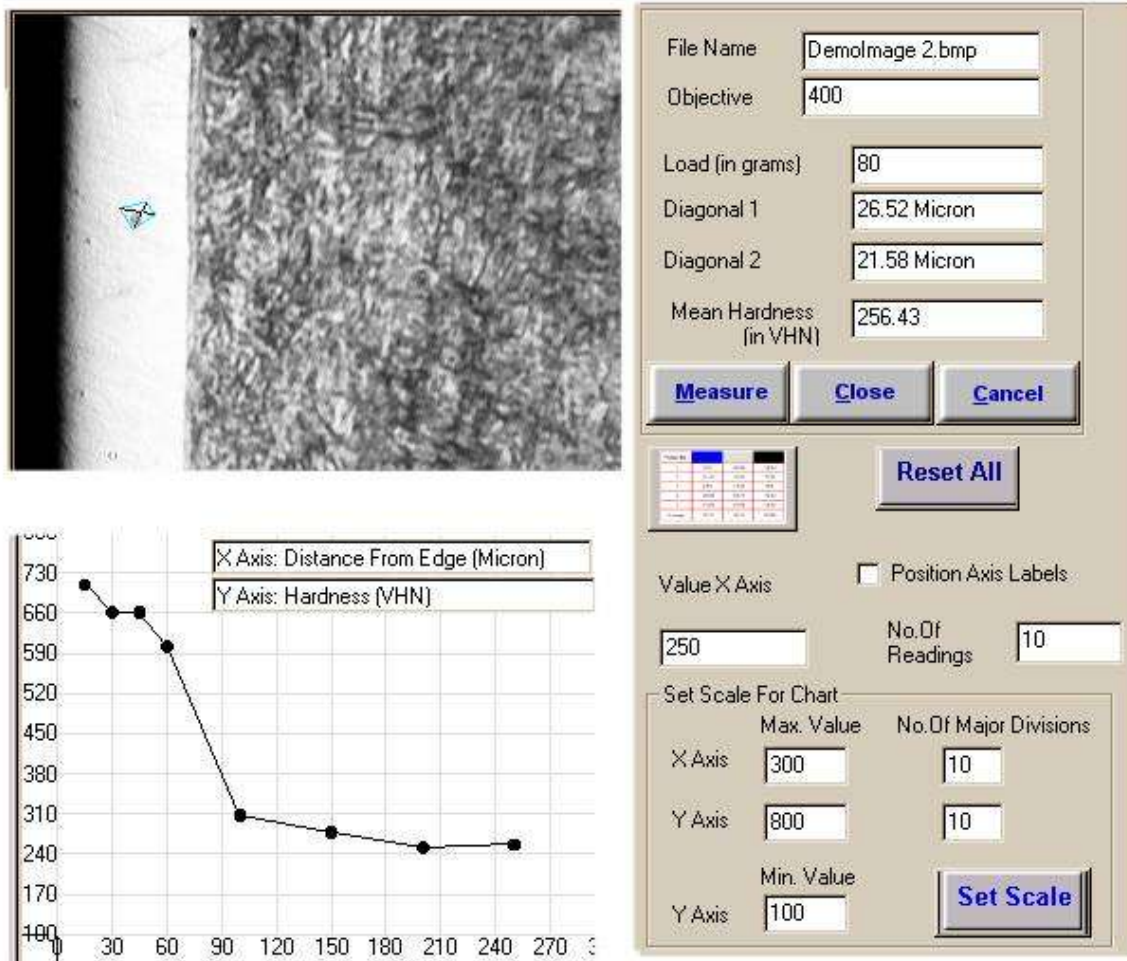 File Name DemoImage 2.bmp
Objective 400
Load (in grams) 80
Diagonal 1 26.52 Micron
Diagonal 2 21.58 Micron
Mean Hardness 256.43
(in VHN)
Measure Close Cancel
Reset All
X Axis: Distance From Edge (Micron)
Y Axis: Hardness (VHN)
730
660
590
520
450
380
310
240
170
100
0 30 60 90 120 150 180 210 240 270
Position Axis Labels
Value X Axis
250
No.Of
Readings 10
Set Scale For Chart
Max. Value No.Of Major Divisions
X Axis 300 10
Y Axis 800 10
Min. Value
Y Axis 100
Set Scale